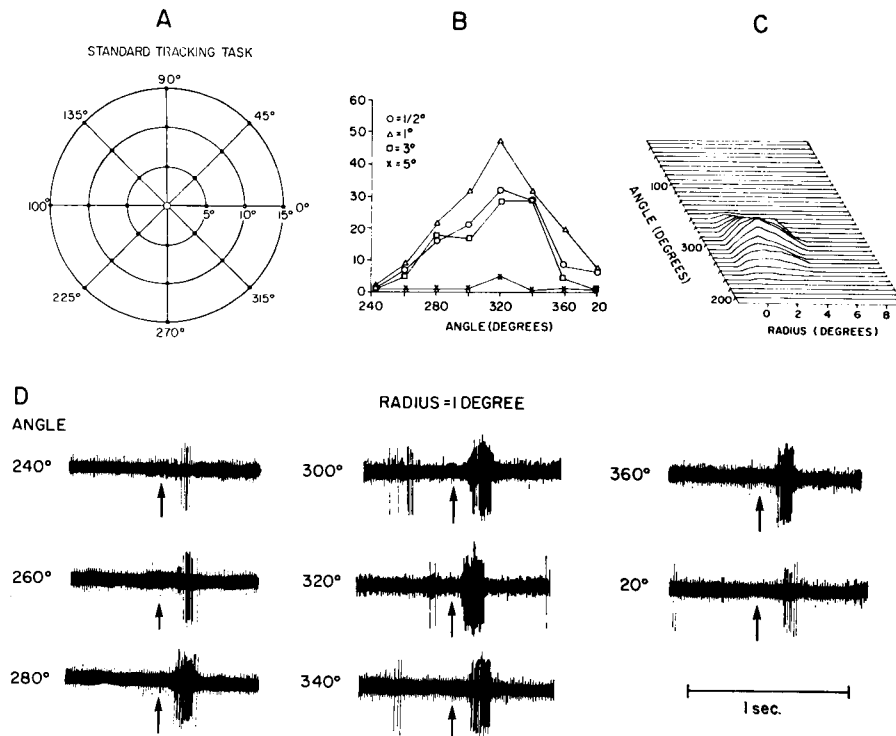 A
STANDARD TRACKING TASK
90°
135°
45°
100°
5°
10°
15°
0°
225°
315°
270°
B
60
50
40
30
20
10
0
○ = 1/2°
△ = 1°
□ = 3°
x = 5°
240
280
320
360
20
ANGLE (DEGREES)
C
100
300
200
ANGLE (DEGREES)
0
2
4
6
8
RADIUS (DEGREES)
D
RADIUS = 1 DEGREE
ANGLE
240°
300°
360°
260°
320°
20°
280°
340°
1 sec.